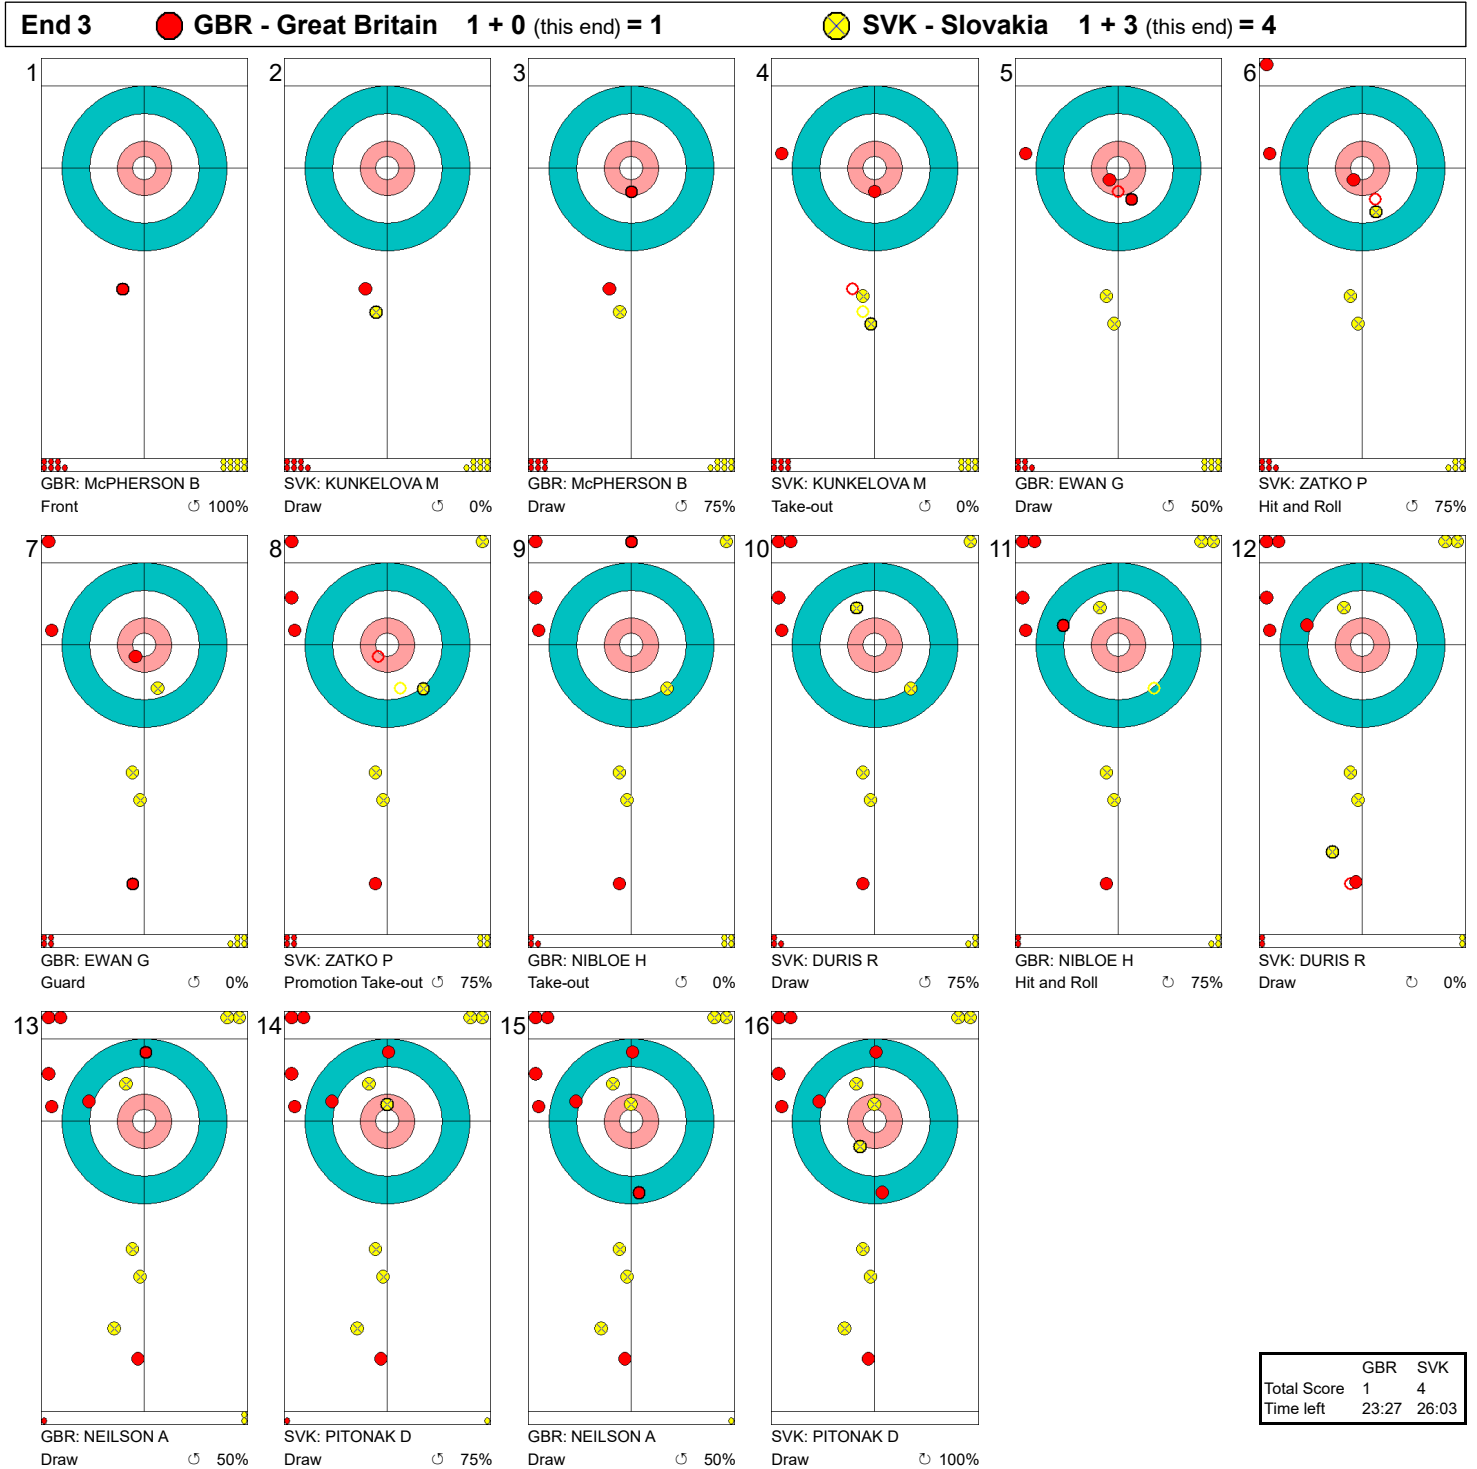 End 3 GBR - Great Britain 1 + 0 (this end) = 1 SVK - Slovakia 1 + 3 (this end) = 4
1
GBR: McPHERSON B
Front ↺ 100%
2
SVK: KUNKELOVA M
Draw ↺ 0%
3
GBR: McPHERSON B
Draw ↺ 75%
4
SVK: KUNKELOVA M
Take-out ↺ 0%
5
GBR: EWAN G
Draw ↺ 50%
6
SVK: ZATKO P
Hit and Roll ↺ 75%
7
GBR: EWAN G
Guard ↺ 0%
8
SVK: ZATKO P
Promotion Take-out ↺ 75%
9
GBR: NIBLOE H
Take-out ↺ 0%
10
SVK: DURIS R
Draw ↺ 75%
11
GBR: NIBLOE H
Hit and Roll ↻ 75%
12
SVK: DURIS R
Draw ↻ 0%
13
GBR: NEILSON A
Draw ↺ 50%
14
SVK: PITONAK D
Draw ↺ 75%
15
GBR: NEILSON A
Draw ↺ 50%
16
SVK: PITONAK D
Draw ↻ 100%
GBR SVK
Total Score 1 4
Time left 23:27 26:03